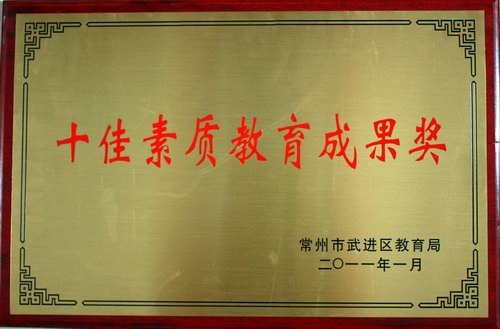 十佳素质教育成果奖
常州市武进区教育局
二〇一一年一月